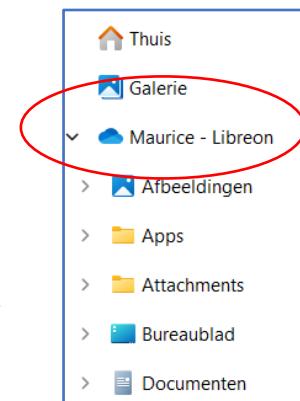 Thuis
Galerie
Maurice - Libreon
Afbeeldingen
Apps
Attachments
Bureaublad
Documenten